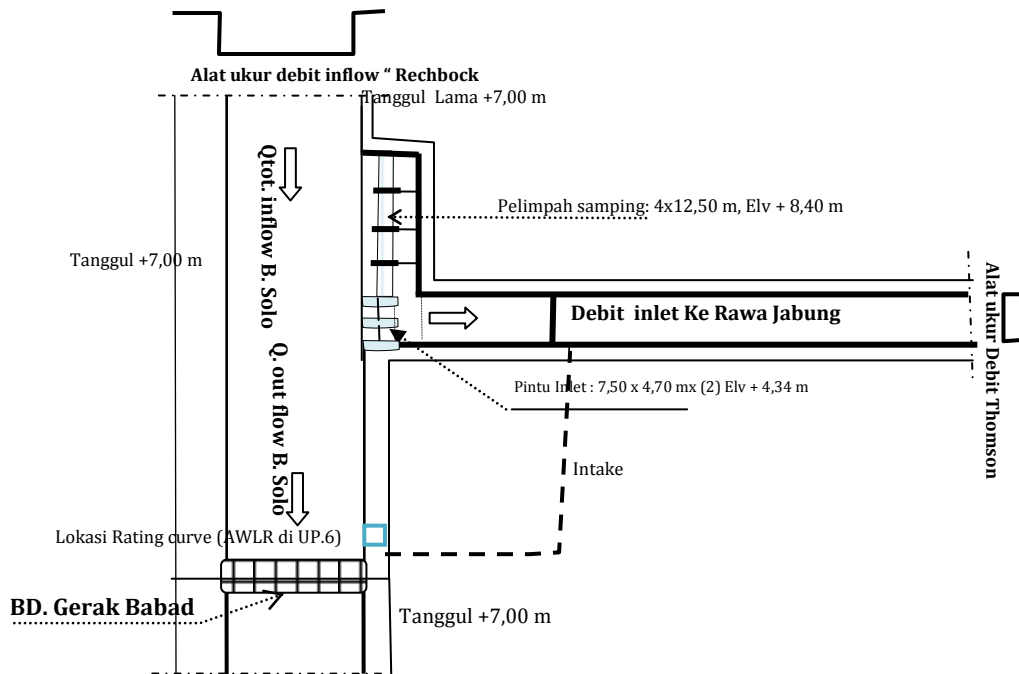 Alat ukur debit inflow “ Rechbock
Tanggul Lama +7,00 m
Qtot. inflow B. Solo
Pelimpah samping: 4x12,50 m, Elv + 8,40 m
Tanggul +7,00 m
Debit inlet Ke Rawa Jabung
Alat ukur Debit Thomson
Q. out flow B. Solo
Pintu Inlet : 7,50 x 4,70 mx (2) Elv + 4,34 m
Intake
Lokasi Rating curve (AWLR di UP.6)
BD. Gerak Babad
Tanggul +7,00 m